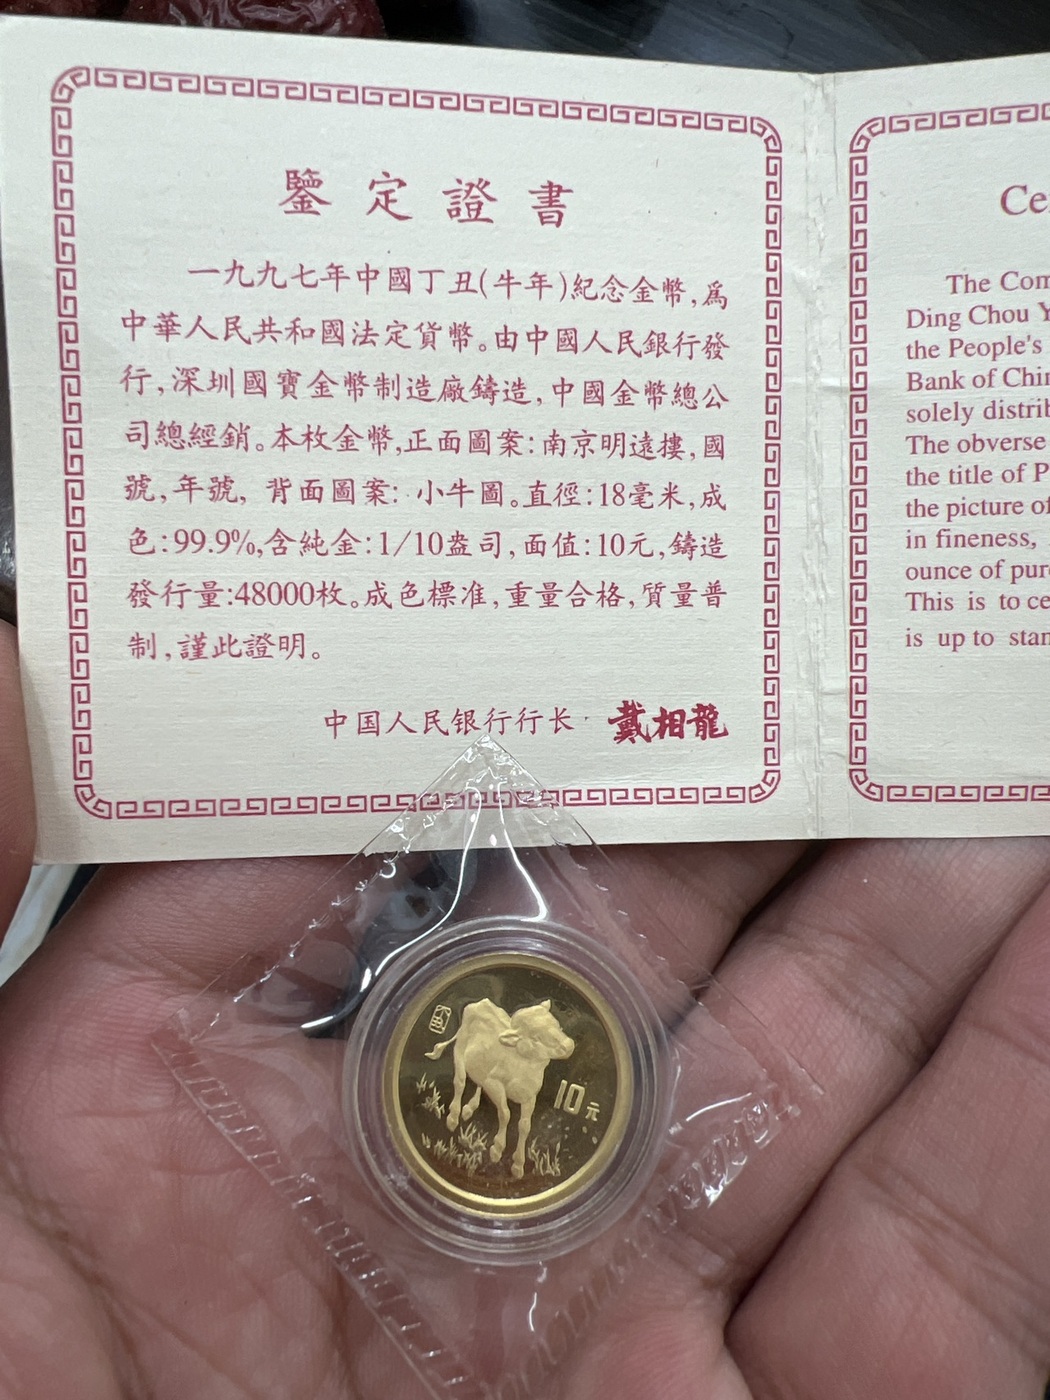 鑒定證書
一九九七年中國丁丑(牛年)紀念金幣,爲
中華人民共和國法定貨幣。由中國人民銀行發
行,深圳國寶金幣制造廠鑄造,中國金幣總公
司總經銷。本枚金幣,正面圖案:南京明遠摟,國
號,年號, 背面圖案: 小牛圖。直徑:18毫米,成
色:99.9%,含純金:1/10盎司,面值:10元,鑄造
發行量:48000枚。成色標准,重量合格,質量普
制,謹此證明。
中国人民银行行长 戴相龍
Ce
The Com
Ding Chou Y
the People's
Bank of Chin
solely distrib
The obverse
the title of P
the picture of
in fineness,
ounce of pur
This is to ce
is up to stan
10元